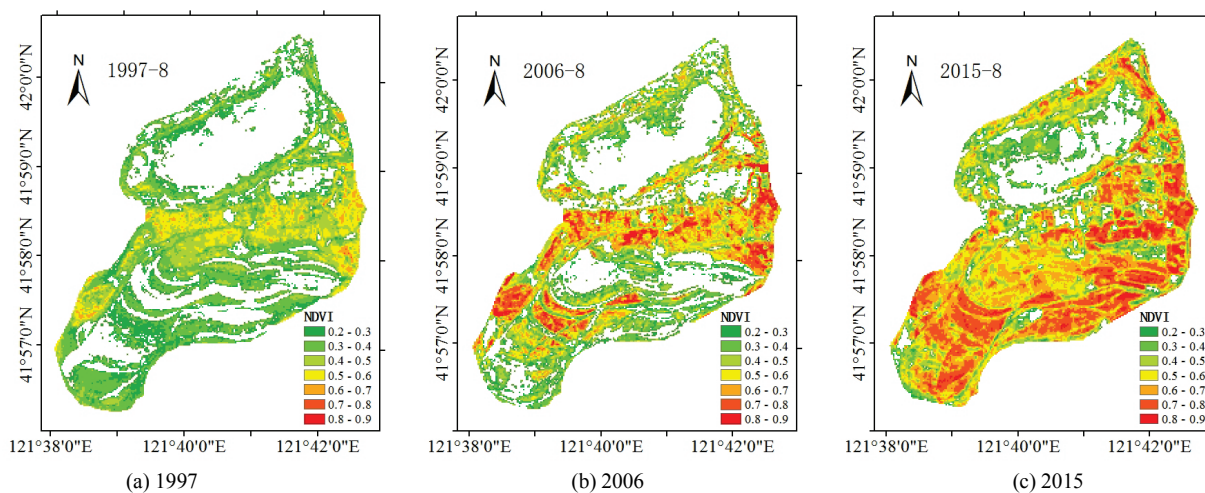 N
1997-8
42°0'0"N
41°59'0"N
41°58'0"N
41°57'0"N
NDVI
0.2 - 0.3
0.3 - 0.4
0.4 - 0.5
0.5 - 0.6
0.6 - 0.7
0.7 - 0.8
0.8 - 0.9
121°38'0"E
121°40'0"E
121°42'0"E
(a) 1997
N
2006-8
42°0'0"N
41°59'0"N
41°58'0"N
41°57'0"N
NDVI
0.2 - 0.3
0.3 - 0.4
0.4 - 0.5
0.5 - 0.6
0.6 - 0.7
0.7 - 0.8
0.8 - 0.9
121°38'0"E
121°40'0"E
121°42'0"E
(b) 2006
N
2015-8
42°0'0"N
41°59'0"N
41°58'0"N
41°57'0"N
NDVI
0.2 - 0.3
0.3 - 0.4
0.4 - 0.5
0.5 - 0.6
0.6 - 0.7
0.7 - 0.8
0.8 - 0.9
121°38'0"E
121°40'0"E
121°42'0"E
(c) 2015